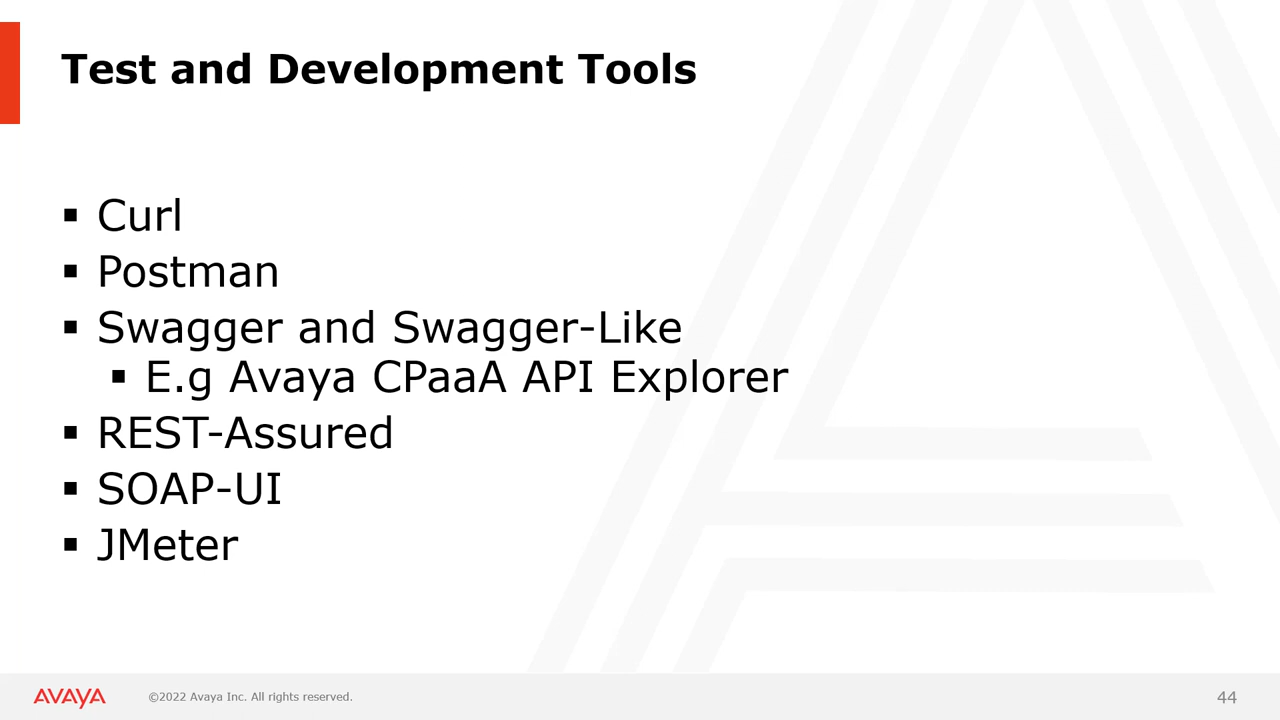 Test and Development Tools
▪ Curl
▪ Postman
▪ Swagger and Swagger-Like
▪ E.g Avaya CPaaA API Explorer
▪ REST-Assured
▪ SOAP-UI
▪ JMeter
AVAYA ©2022 Avaya Inc. All rights reserved. 44